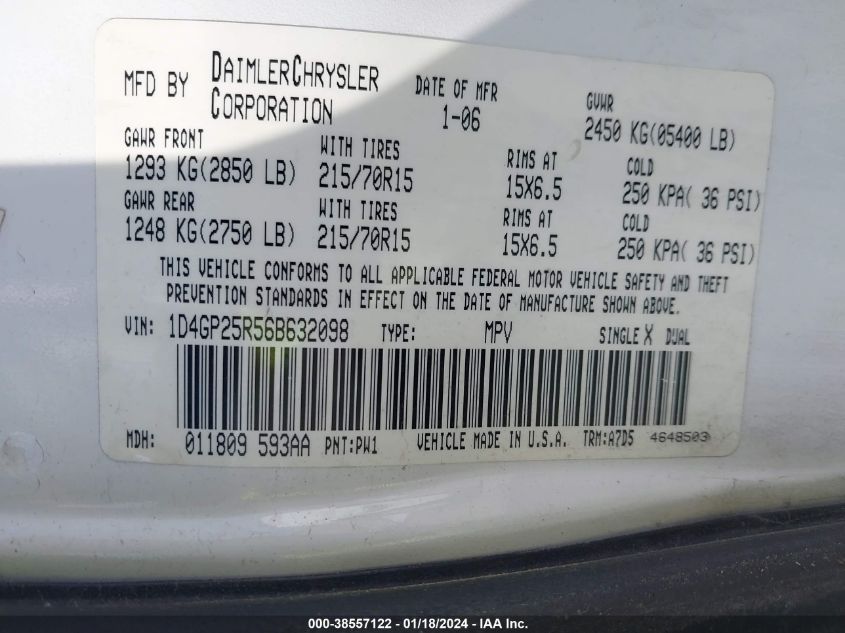 MFD BY DAIMLERCHRYSLER CORPORATION DATE OF MFR 1-06 GVWR 2450 KG(05400 LB)
GAWR FRONT WITH TIRES RIMS AT COLD
1293 KG(2850 LB) 215/70R15 15X6.5 250 KPA( 36 PSI)
GAWR REAR WITH TIRES RIMS AT COLD
1248 KG(2750 LB) 215/70R15 15X6.5 250 KPA( 36 PSI)
THIS VEHICLE CONFORMS TO ALL APPLICABLE FEDERAL MOTOR VEHICLE SAFETY AND THEFT
PREVENTION STANDARDS IN EFFECT ON THE DATE OF MANUFACTURE SHOWN ABOVE.
VIN: 1D4GP25R56B632098 TYPE: MPV SINGLE X DUAL
MDH: 011809 593AA PNT:PW1 VEHICLE MADE IN U.S.A. TRM:A7D5 4648503
000-38557122 - 01/18/2024 - IAA Inc.